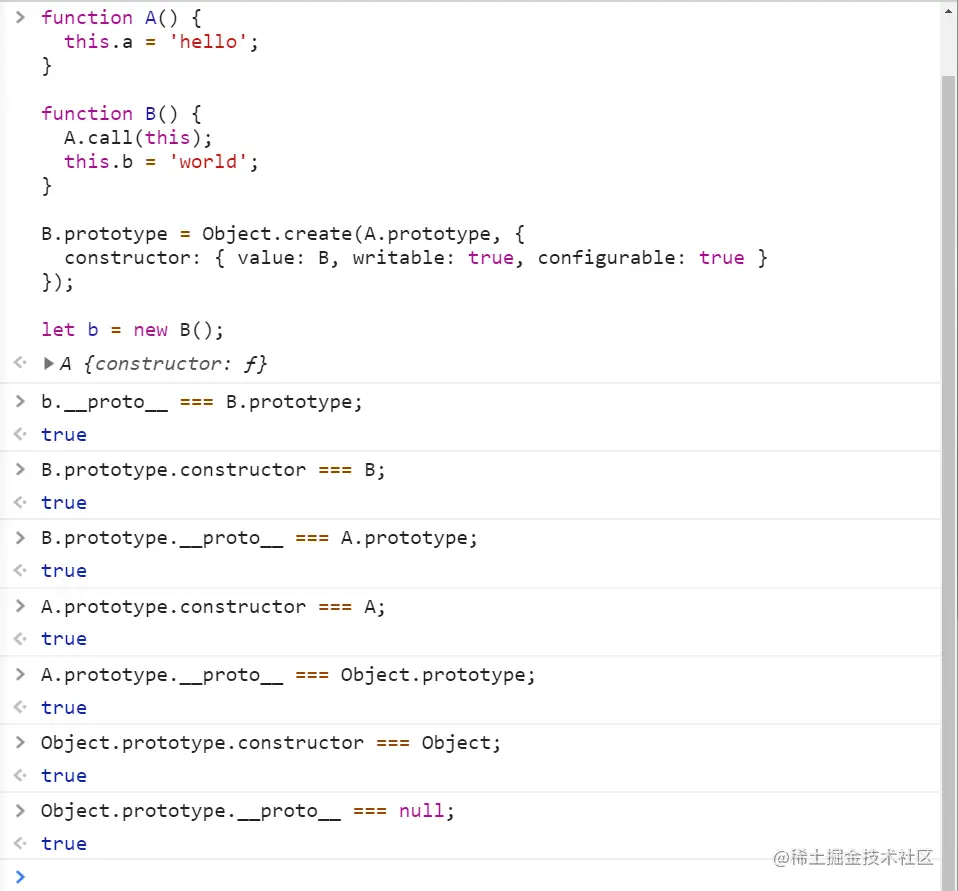 > function A() {
this.a = 'hello';
}
function B() {
A.call(this);
this.b = 'world';
}
B.prototype = Object.create(A.prototype, {
constructor: { value: B, writable: true, configurable: true }
});
let b = new B();
A {constructor: ƒ}
> b.__proto__ === B.prototype;
true
> B.prototype.constructor === B;
true
> B.prototype.__proto__ === A.prototype;
true
> A.prototype.constructor === A;
true
> A.prototype.__proto__ === Object.prototype;
true
> Object.prototype.constructor === Object;
true
> Object.prototype.__proto__ === null;
true
@稀土掘金技术社区
>